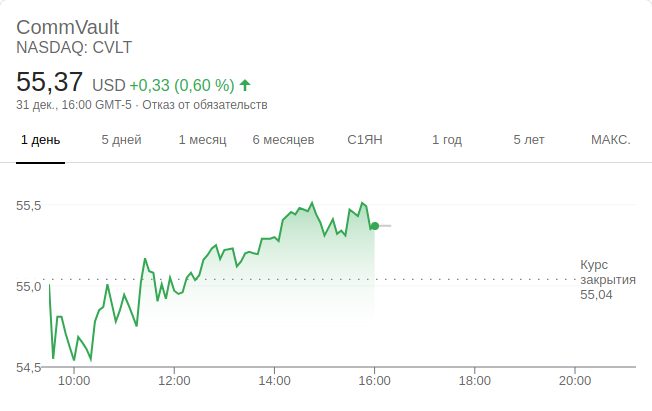 CommVault
NASDAQ: CVLT
55,37 USD +0,33 (0,60 %)
31 дек., 16:00 GMT-5 · Отказ от обязательств
1 день 5 дней 1 месяц 6 месяцев С1ЯН 1 год 5 лет МАКС.
55,5
55,0
54,5
Курс
закрытия
55,04
10:00 12:00 14:00 16:00 18:00 20:00